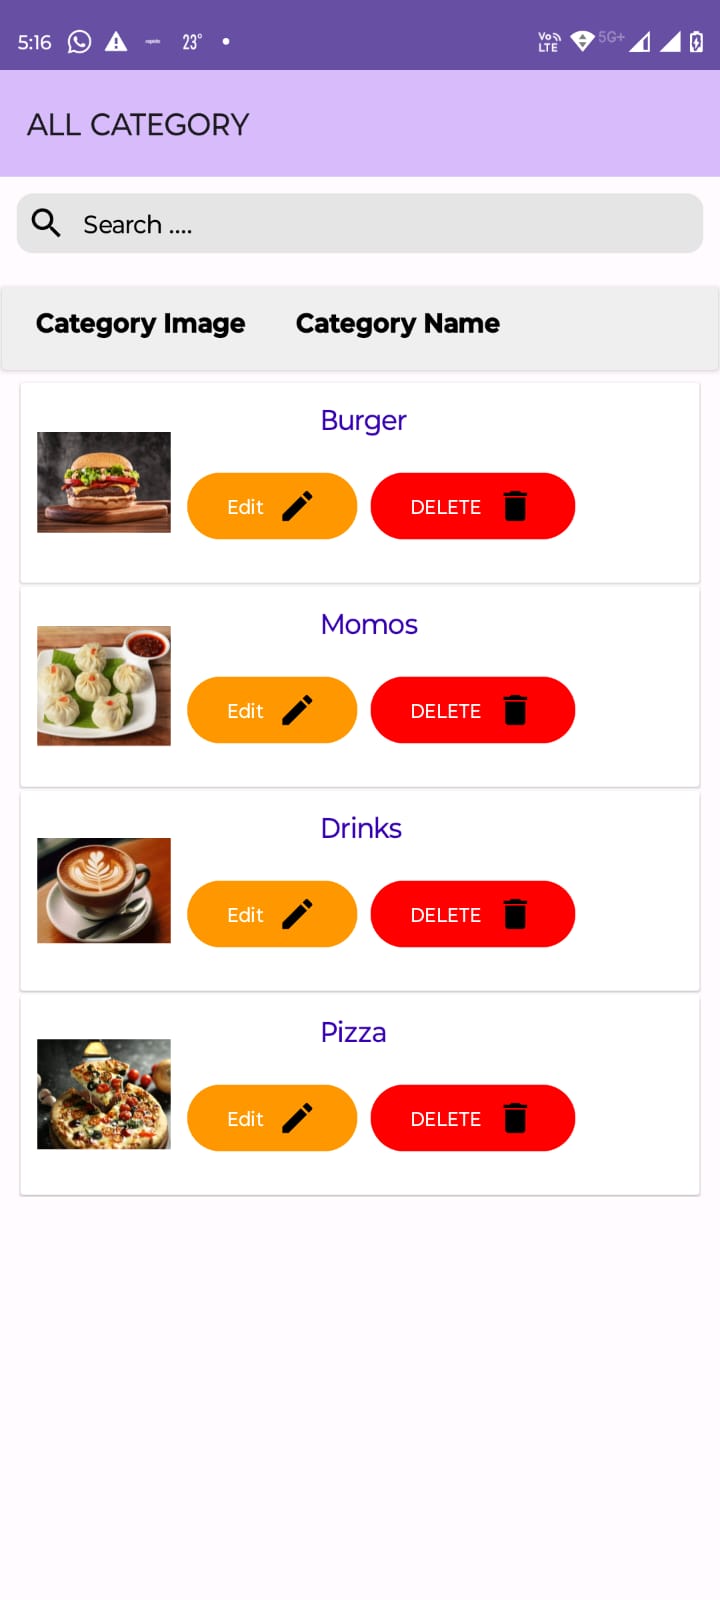 5:16 23° Vo)) LTE 5G+
ALL CATEGORY
Search ....
Category Image Category Name
Burger
Edit DELETE
Momos
Edit DELETE
Drinks
Edit DELETE
Pizza
Edit DELETE